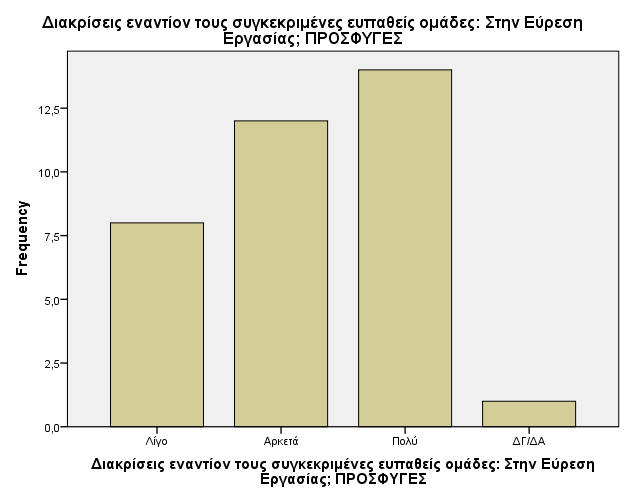 Διακρίσεις εναντίον τους συγκεκριμένες ευπαθείς ομάδες: Στην Εύρεση
Εργασίας; ΠΡΟΣΦΥΓΕΣ
12,5
10,0
7,5
5,0
2,5
0,0
Frequency
Λίγο
Αρκετά
Πολύ
ΔΓ/ΔΑ
Διακρίσεις εναντίον τους συγκεκριμένες ευπαθείς ομάδες: Στην Εύρεση
Εργασίας; ΠΡΟΣΦΥΓΕΣ